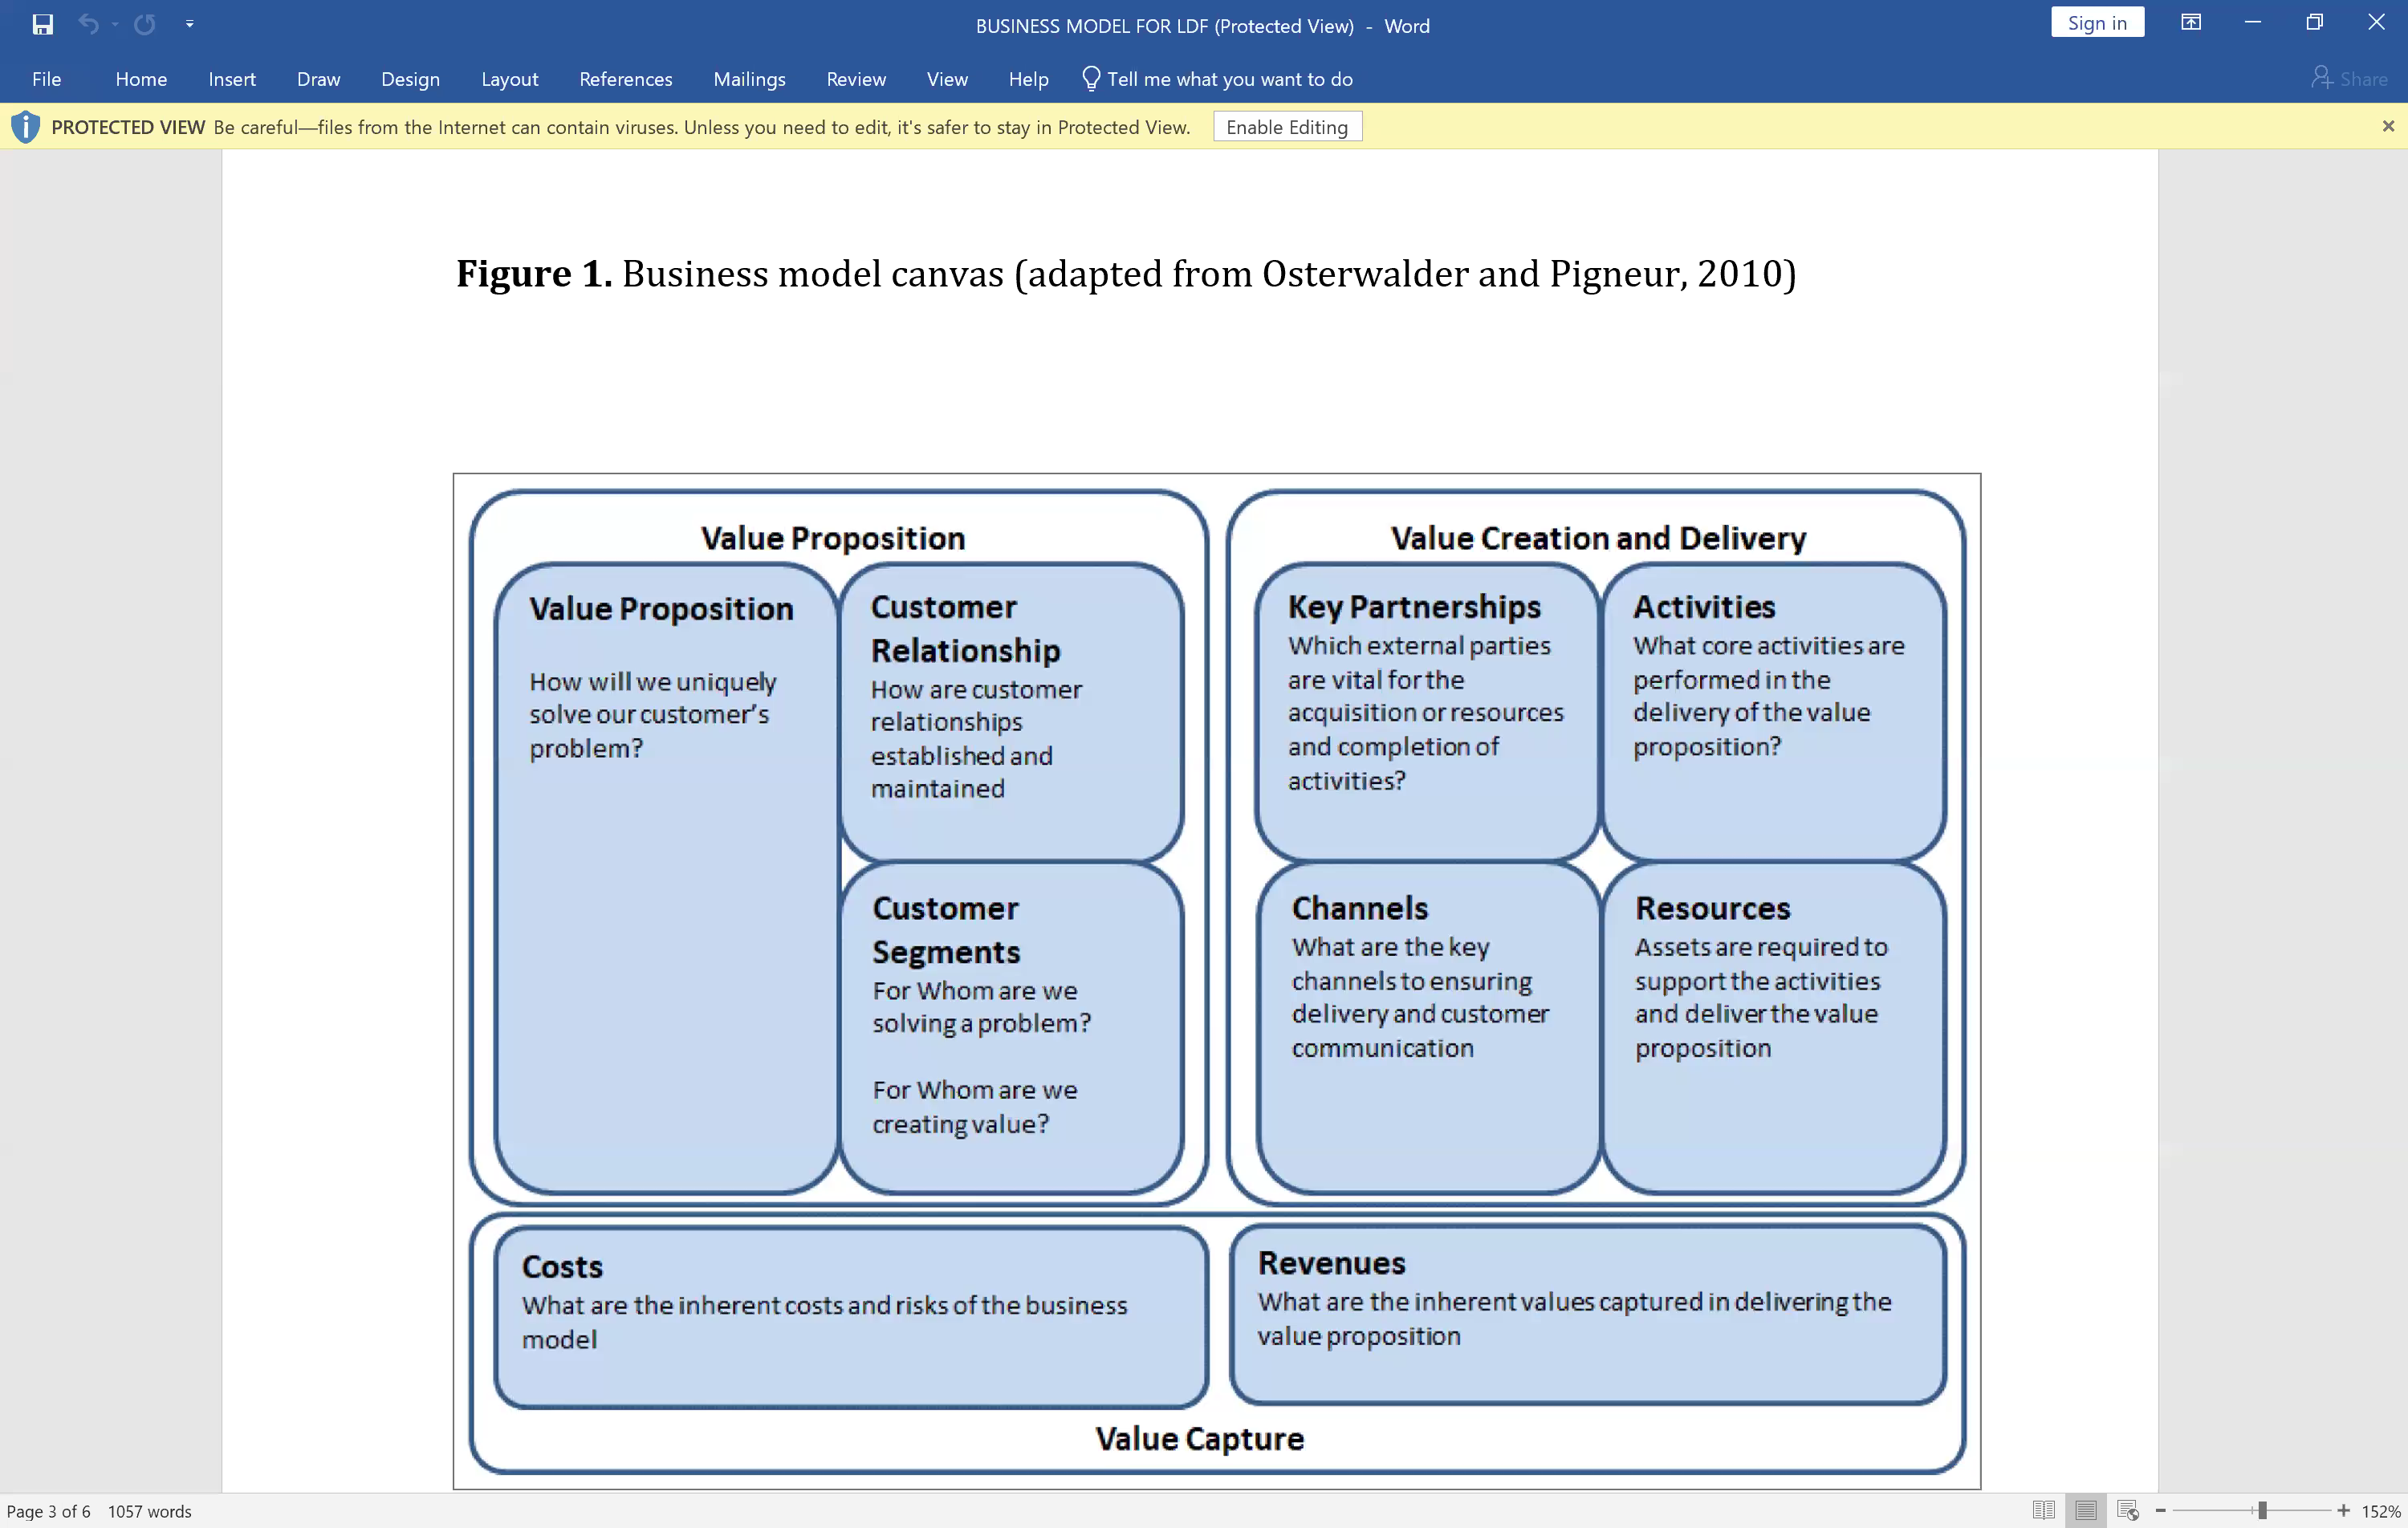 BUSINESS MODEL FOR LDF (Protected View) - Word
Sign in
File Home Insert Draw Design Layout References Mailings Review View Help Tell me what you want to do Share
PROTECTED VIEW Be careful—files from the Internet can contain viruses. Unless you need to edit, it's safer to stay in Protected View. Enable Editing
Figure 1. Business model canvas (adapted from Osterwalder and Pigneur, 2010)
Value Proposition
Value Proposition
How will we uniquely
solve our customer's
problem?
Customer
Relationship
How are customer
relationships
established and
maintained
Customer
Segments
For Whom are we
solving a problem?
For Whom are we
creating value?
Value Creation and Delivery
Key Partnerships
Which external parties
are vital for the
acquisition or resources
and completion of
activities?
Activities
What core activities are
performed in the
delivery of the value
proposition?
Channels
What are the key
channels to ensuring
delivery and customer
communication
Resources
Assets are required to
support the activities
and deliver the value
proposition
Costs
What are the inherent costs and risks of the business
model
Revenues
What are the inherent values captured in delivering the
value proposition
Value Capture
Page 3 of 6 1057 words
152%